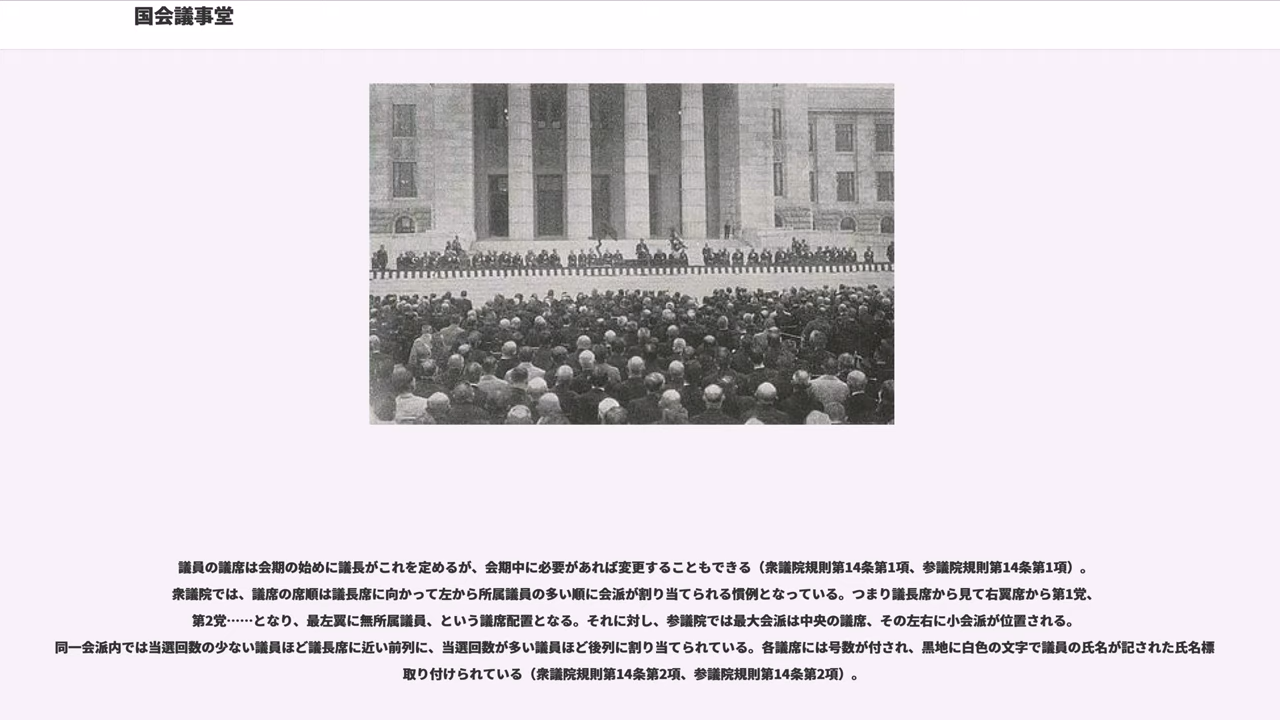 国会議事堂
議員の議席は会期の始めに議長がこれを定めるが、会期中に必要があれば変更することもできる（衆議院規則第14条第1項、参議院規則第14条第1項）。
衆議院では、議席の席順は議長席に向かって左から所属議員の多い順に会派が割り当てられる慣例となっている。つまり議長席から見て右翼席から第1党、
第2党……となり、最左翼に無所属議員、という議席配置となる。それに対し、参議院では最大会派は中央の議席、その左右に小会派が位置される。
同一会派内では当選回数の少ない議員ほど議長席に近い前列に、当選回数が多い議員ほど後列に割り当てられている。各議席には号数が付され、黒地に白色の文字で議員の氏名が記された氏名標
取り付けられている（衆議院規則第14条第2項、参議院規則第14条第2項）。